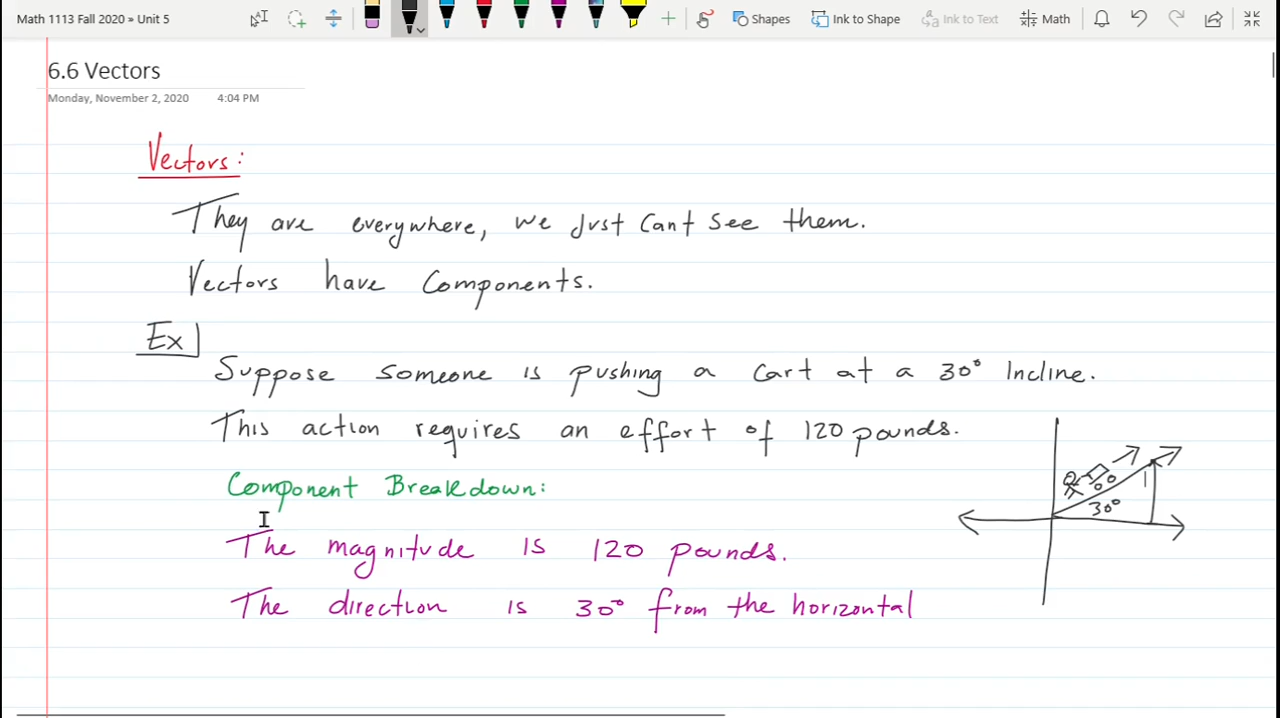 Math 1113 Fall 2020 » Unit 5
Shapes Ink to Shape Ink to Text Math
6.6 Vectors
Monday, November 2, 2020 4:04 PM
Vectors:
They are everywhere, we Just Cant See them.
Vectors have Components.
Ex
Suppose someone is pushing a Cart at a 30° Incline.
This action requires an effort of 120 pounds.
Component Breakdown:
30°
The magnitude is 120 pounds.
The direction is 30° from the horizontal